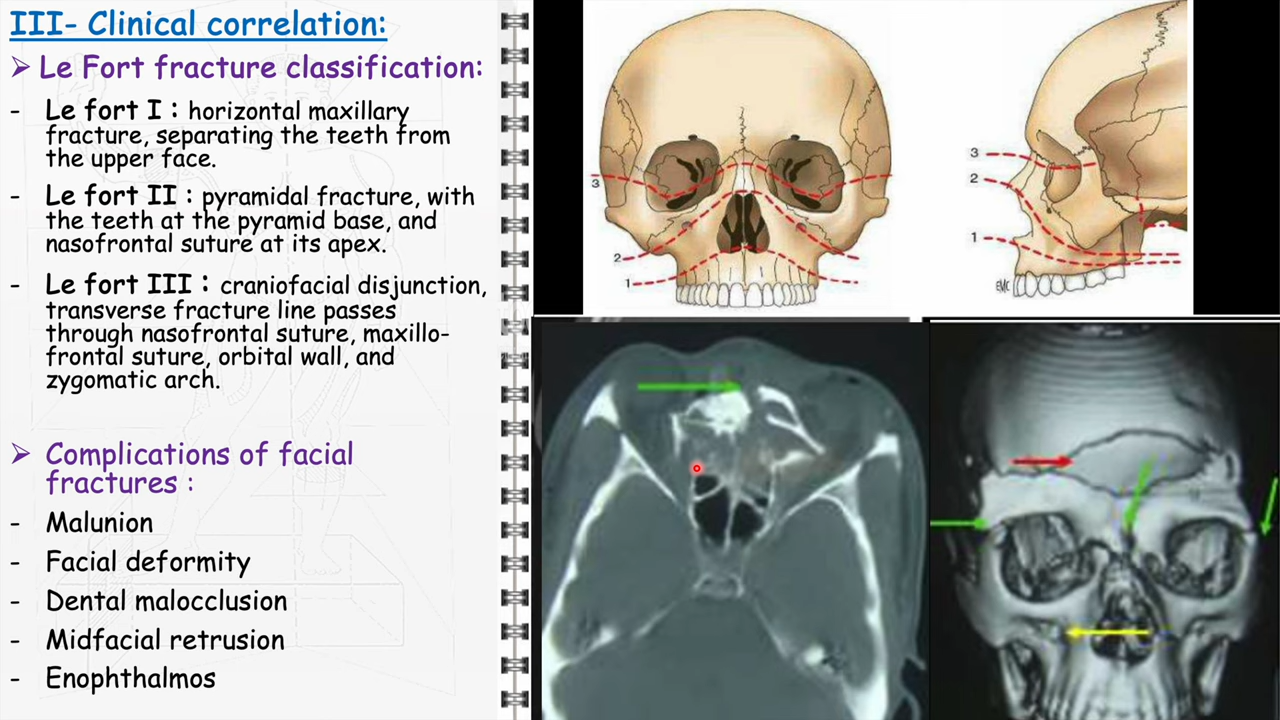 III- Clinical correlation:
➢ Le Fort fracture classification:
- Le fort I : horizontal maxillary
fracture, separating the teeth from
the upper face.
- Le fort II : pyramidal fracture, with
the teeth at the pyramid base, and
nasofrontal suture at its apex.
- Le fort III : craniofacial disjunction,
transverse fracture line passes
through nasofrontal suture, maxillo-
frontal suture, orbital wall, and
zygomatic arch.
➢ Complications of facial
fractures :
- Malunion
- Facial deformity
- Dental malocclusion
- Midfacial retrusion
- Enophthalmos
3
2
1
3
2
1
EMC